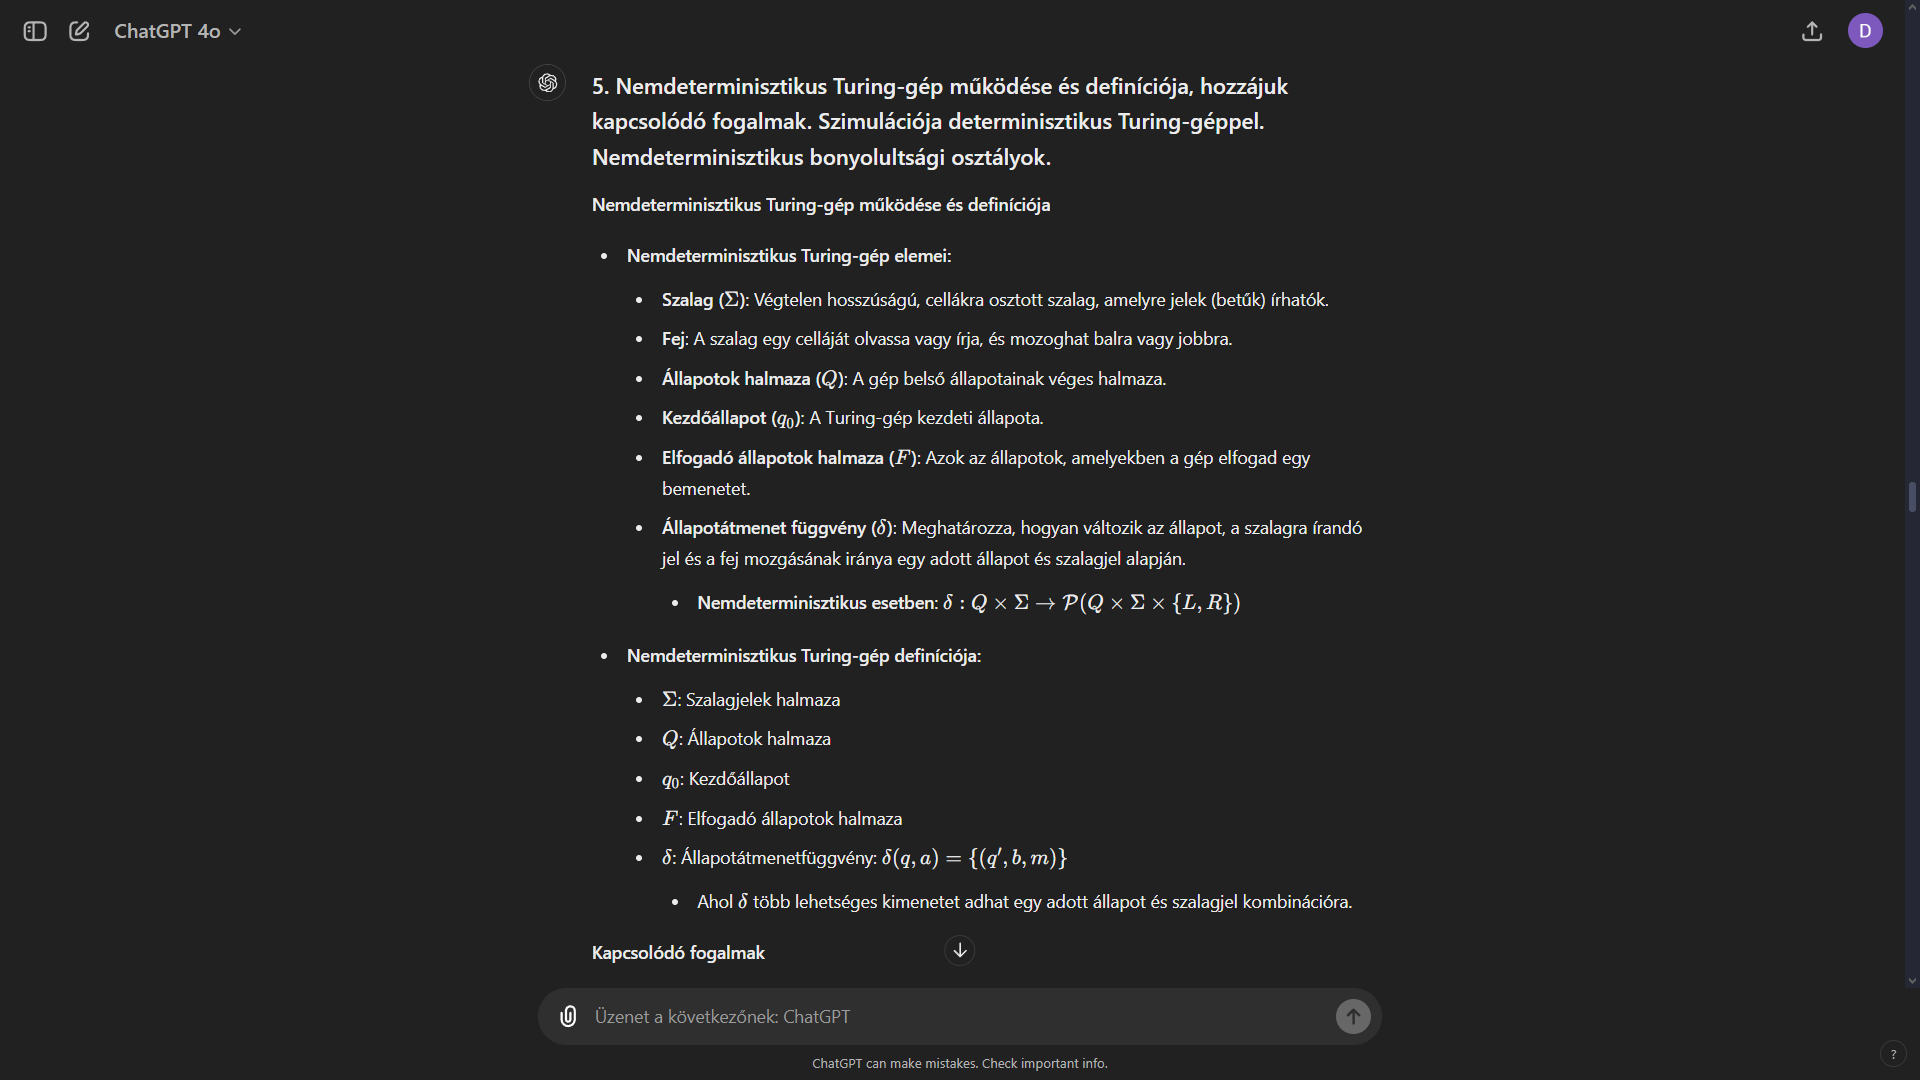 ChatGPT 4o
D
5. Nemdeterminisztikus Turing-gép működése és definíciója, hozzájuk
kapcsolódó fogalmak. Szimulációja determinisztikus Turing-géppel.
Nemdeterminisztikus bonyolultsági osztályok.
Nemdeterminisztikus Turing-gép működése és definíciója
• Nemdeterminisztikus Turing-gép elemei:
• Szalag (Σ): Végtelen hosszúságú, cellákra osztott szalag, amelyre jelek (betűk) írhatók.
• Fej: A szalag egy celláját olvassa vagy írja, és mozoghat balra vagy jobbra.
• Állapotok halmaza (Q): A gép belső állapotainak véges halmaza.
• Kezdőállapot (q₀): A Turing-gép kezdeti állapota.
• Elfogadó állapotok halmaza (F): Azok az állapotok, amelyekben a gép elfogad egy
bemenetet.
• Állapotátmenet függvény (δ): Meghatározza, hogyan változik az állapot, a szalagra írandó
jel és a fej mozgásának iránya egy adott állapot és szalagjel alapján.
• Nemdeterminisztikus esetben: δ : Q × Σ → 𝒫(Q × Σ × {L, R})
• Nemdeterminisztikus Turing-gép definíciója:
• Σ: Szalagjelek halmaza
• Q: Állapotok halmaza
• q₀: Kezdőállapot
• F: Elfogadó állapotok halmaza
• δ: Állapotátmenetfüggvény: δ(q, a) = {(q′, b, m)}
• Ahol δ több lehetséges kimenetet adhat egy adott állapot és szalagjel kombinációra.
Kapcsolódó fogalmak
Üzenet a következőnek: ChatGPT
ChatGPT can make mistakes. Check important info.
?